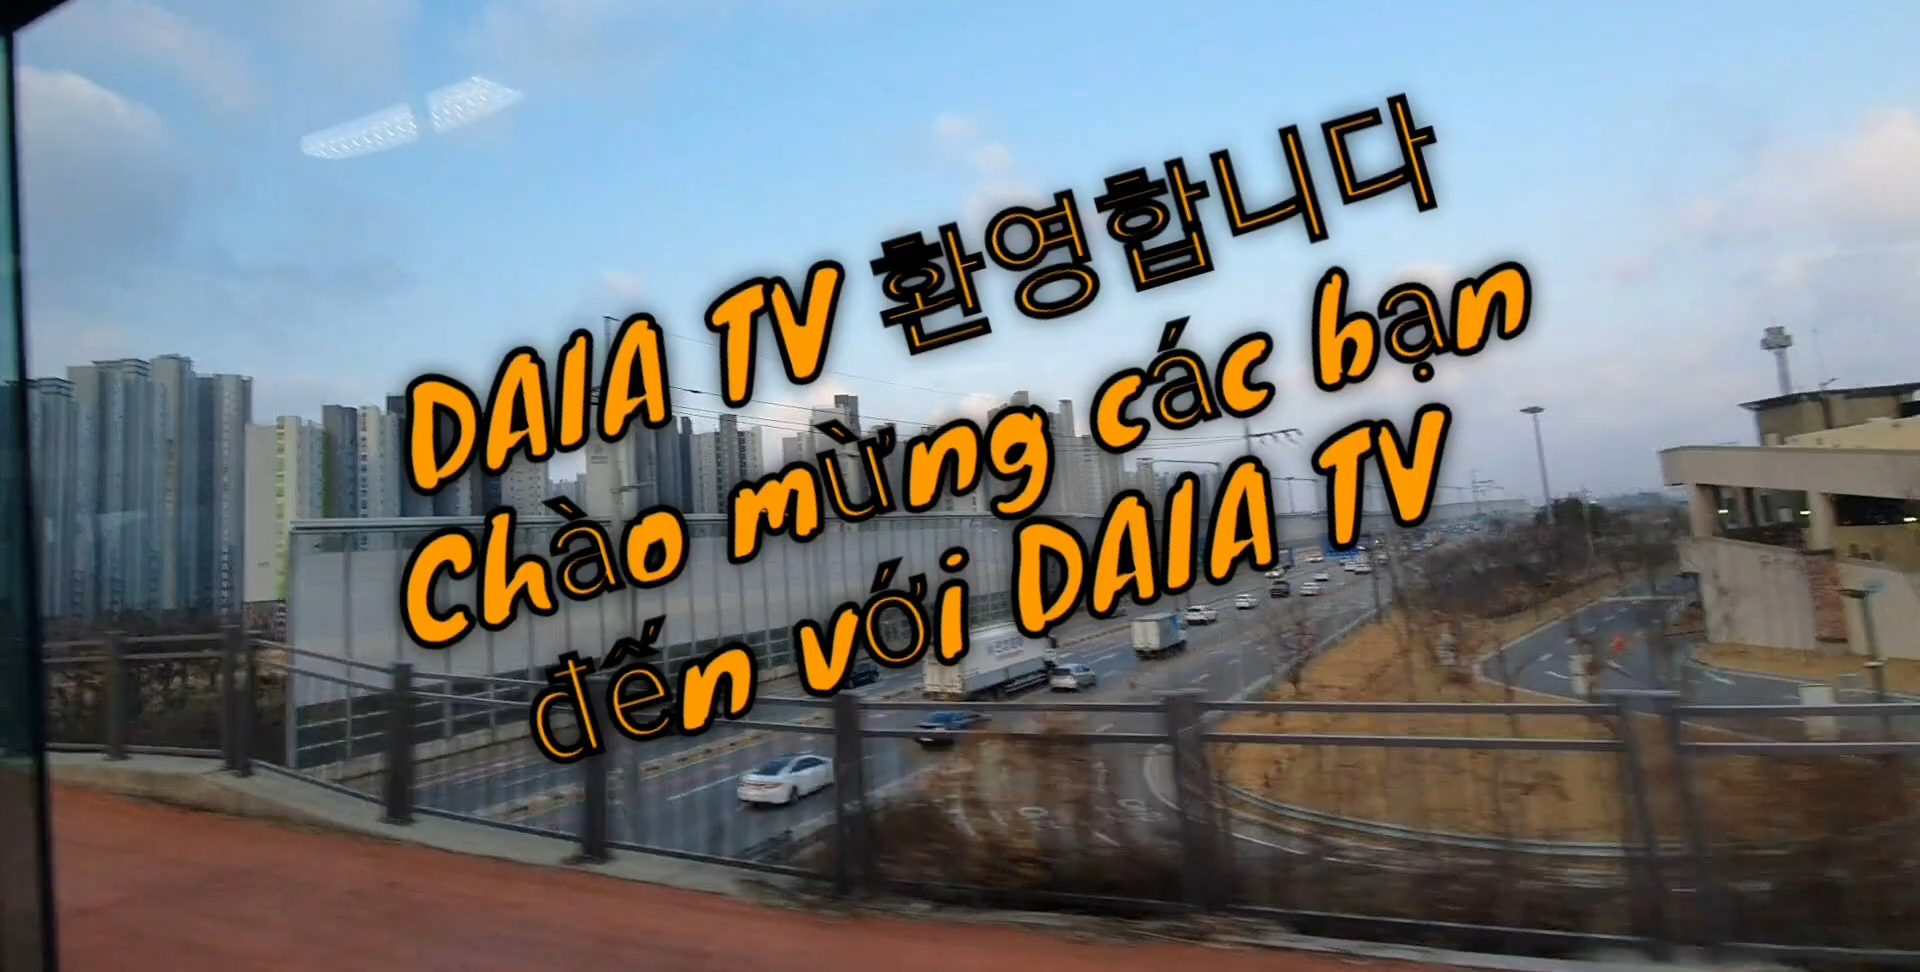 DAIA TV 환영합니다
Chào mừng các bạn
đến với DAIA TV